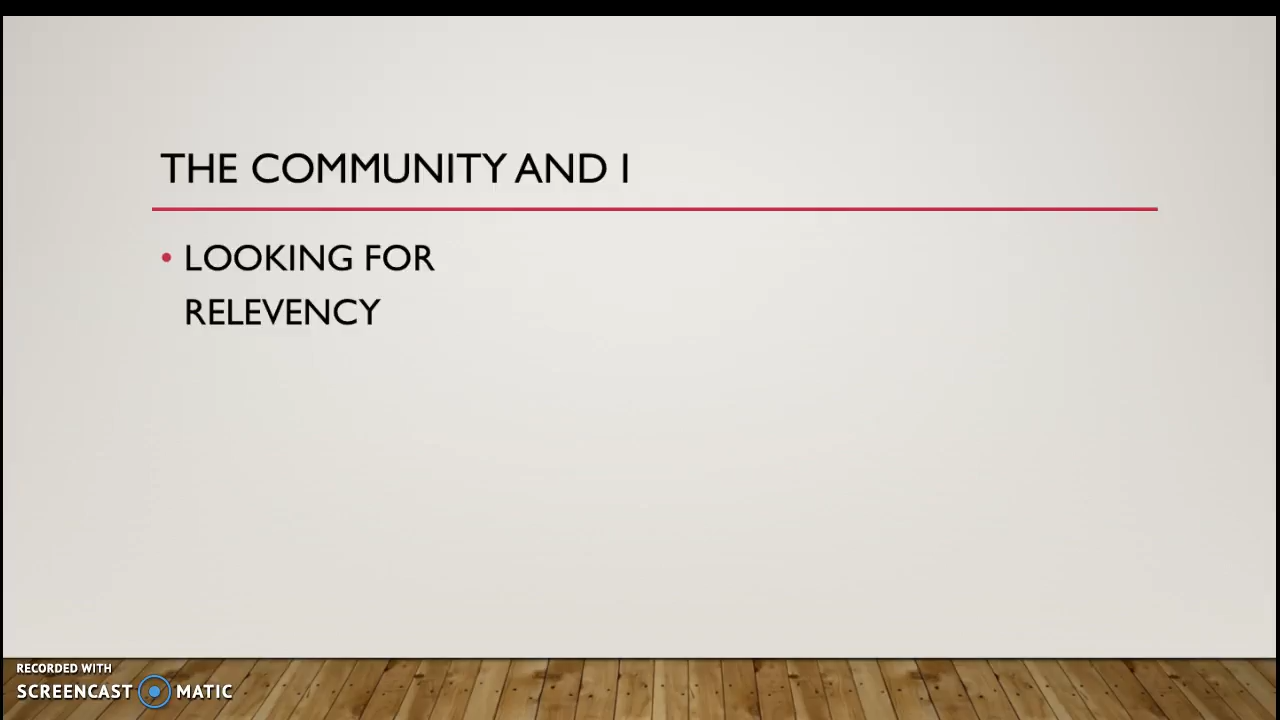 THE COMMUNITY AND I
• LOOKING FOR
RELEVENCY
RECORDED WITH
SCREENCAST MATIC